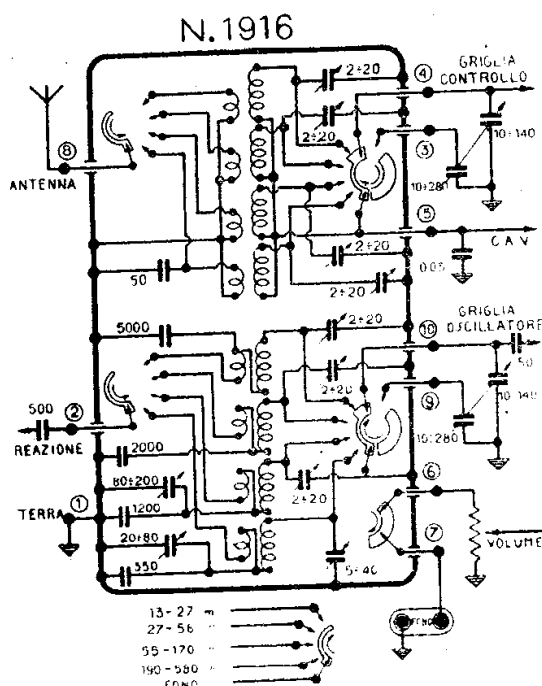 N.1916
GRIGLIA
CONTROLLO
④
2÷20
2÷20
10÷140
③
⑧
ANTENNA
10÷280
⑤
C.A.V
0.05
2÷20
50
2÷20
2÷20
GRIGLIA
OSCILLATORE
⑩
5000
50
2÷20
10÷140
⑨
500
②
REAZIONE
10÷280
2000
80÷200
2÷20
⑥
TERRA
①
1200
20÷80
⑦
VOLUME
350
5÷40
FONO
13-27 m
27-56 "
55-170 "
190-580 "
FONO